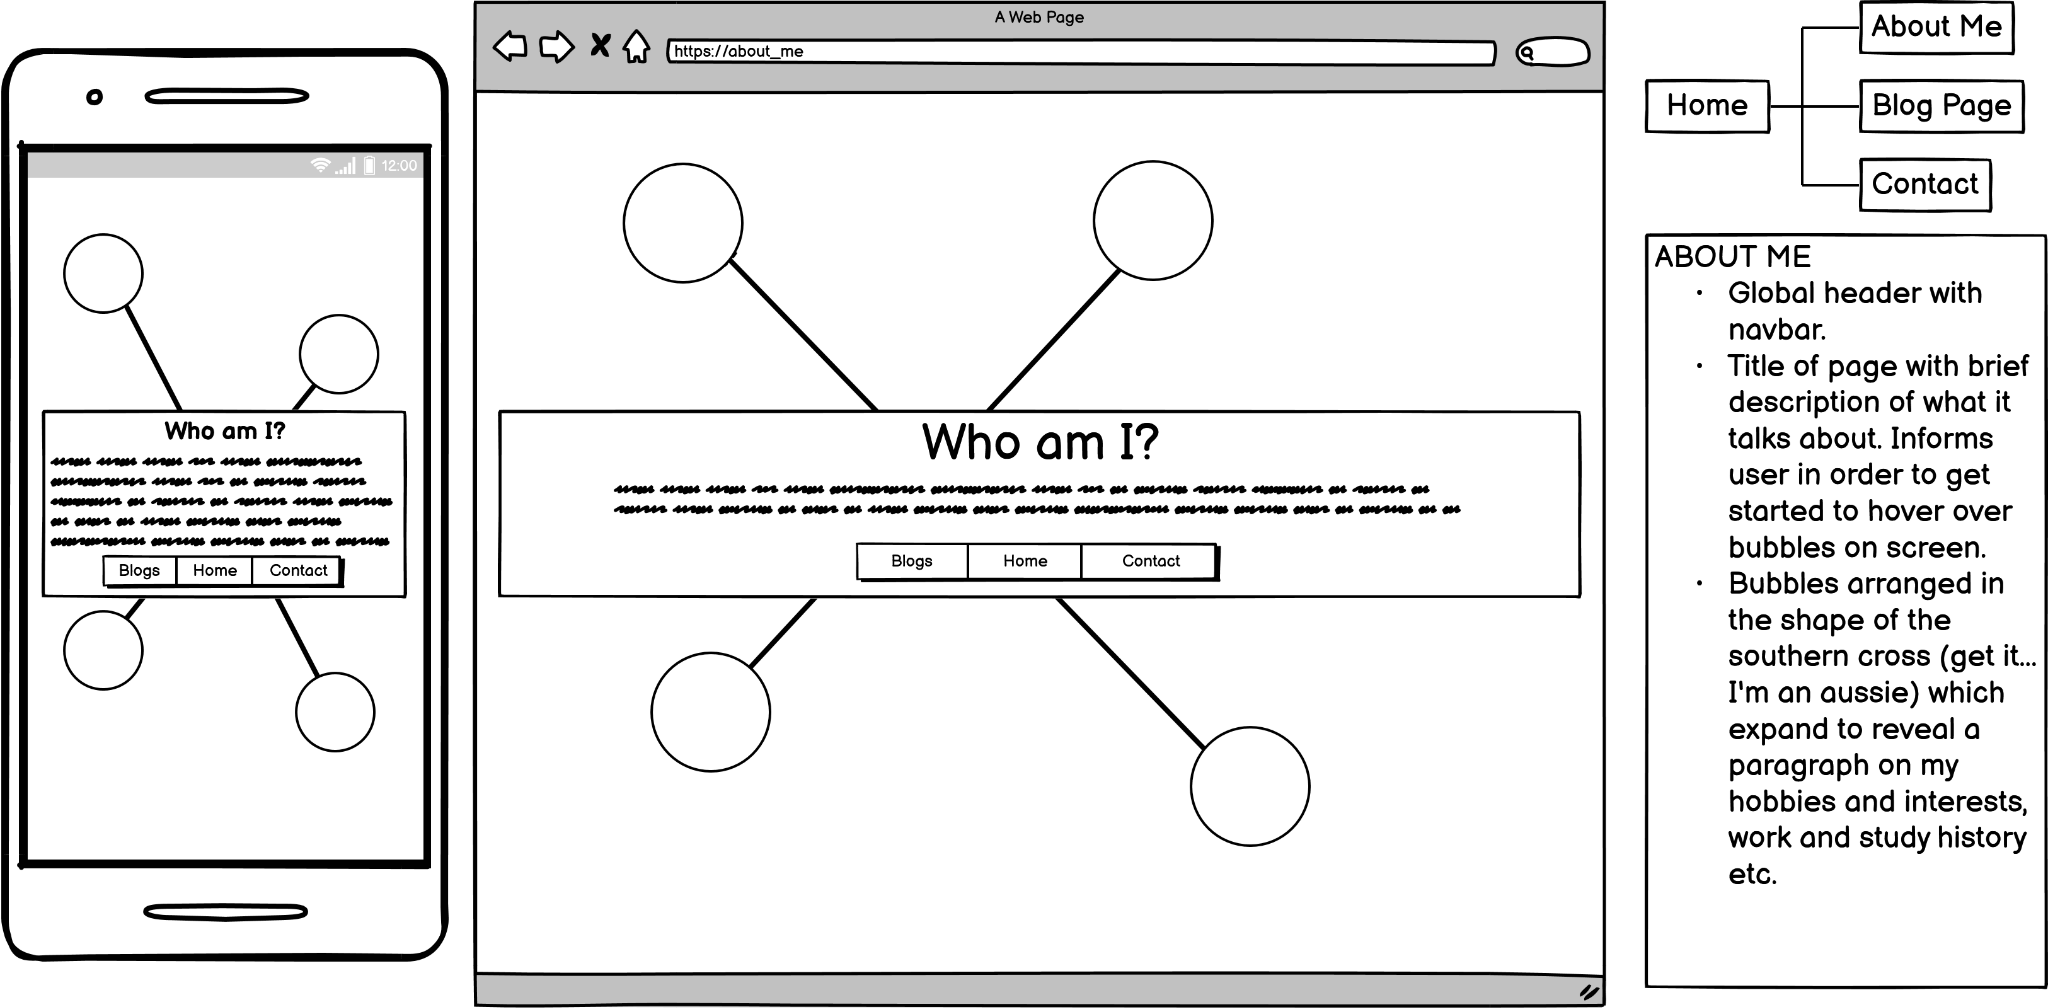 12:00
Who am I?
Blogs Home Contact
A Web Page
https://about_me
Who am I?
Blogs Home Contact
Home
About Me
Blog Page
Contact
ABOUT ME
• Global header with
navbar.
• Title of page with brief
description of what it
talks about. Informs
user in order to get
started to hover over
bubbles on screen.
• Bubbles arranged in
the shape of the
southern cross (get it...
I'm an aussie) which
expand to reveal a
paragraph on my
hobbies and interests,
work and study history
etc.